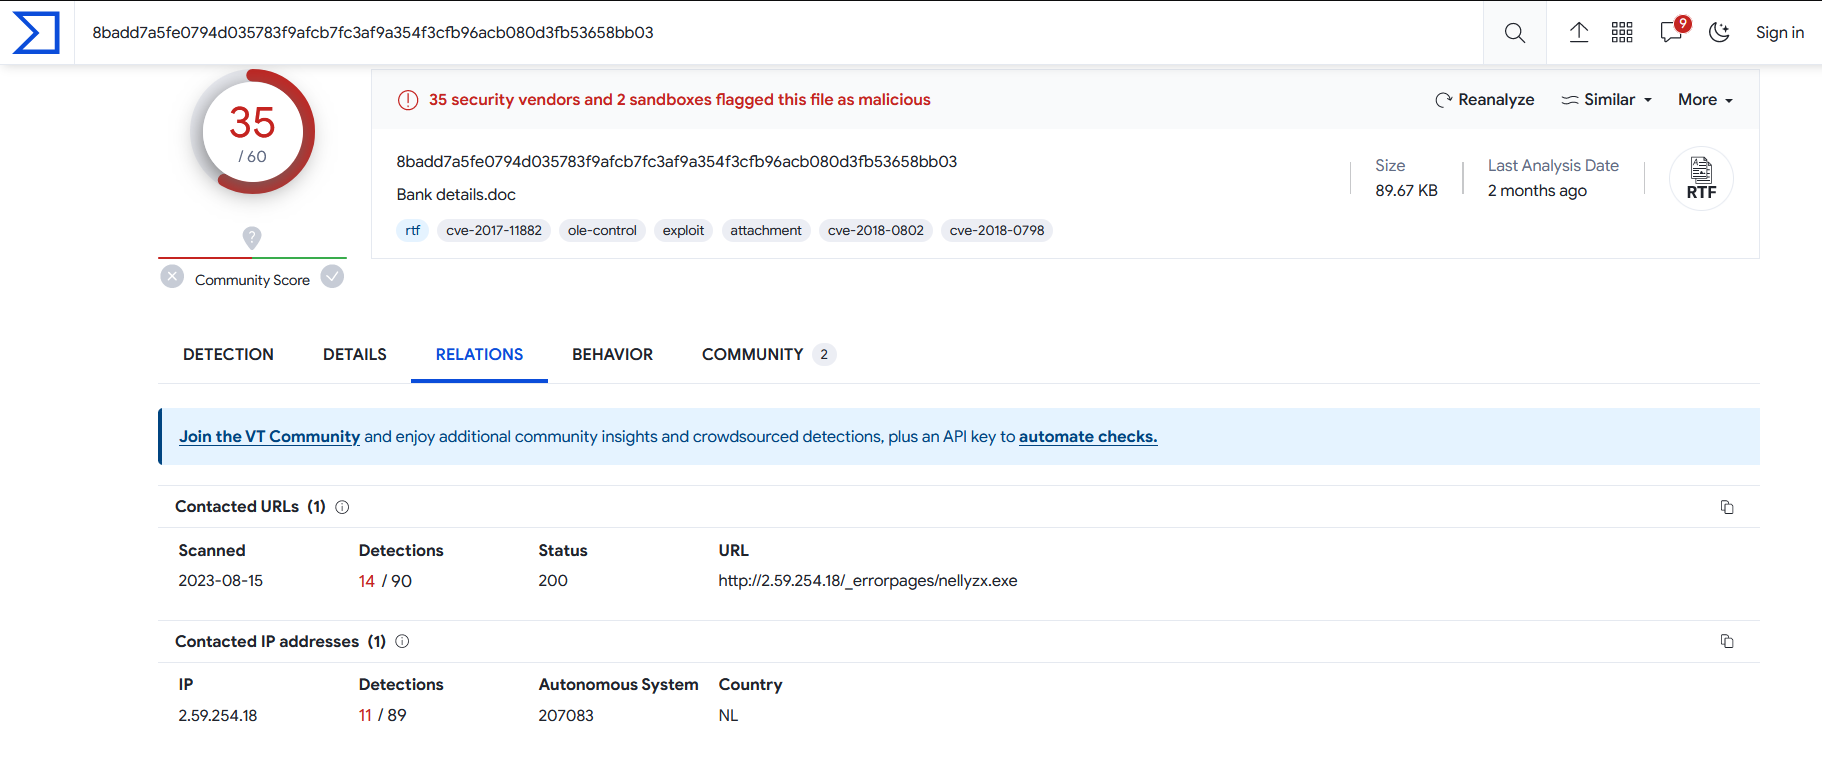 8badd7a5fe0794d035783f9afcb7fc3af9a354f3cfb96acb080d3fb53658bb03
9
Sign in
35
/ 60
Community Score
35 security vendors and 2 sandboxes flagged this file as malicious
Reanalyze
Similar
More
8badd7a5fe0794d035783f9afcb7fc3af9a354f3cfb96acb080d3fb53658bb03
Bank details.doc
rtf cve-2017-11882 ole-control exploit attachment cve-2018-0802 cve-2018-0798
Size
89.67 KB
Last Analysis Date
2 months ago
RTF
DETECTION DETAILS RELATIONS BEHAVIOR COMMUNITY 2
Join the VT Community and enjoy additional community insights and crowdsourced detections, plus an API key to automate checks.
Contacted URLs (1)
Scanned Detections Status URL
2023-08-15 14 / 90 200 http://2.59.254.18/_errorpages/nellyzx.exe
Contacted IP addresses (1)
IP Detections Autonomous System Country
2.59.254.18 11 / 89 207083 NL